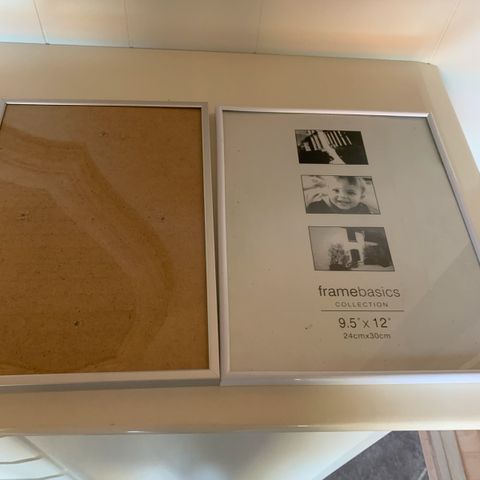 framebasics
COLLECTION
9.5" x 12"
24cmx30cm